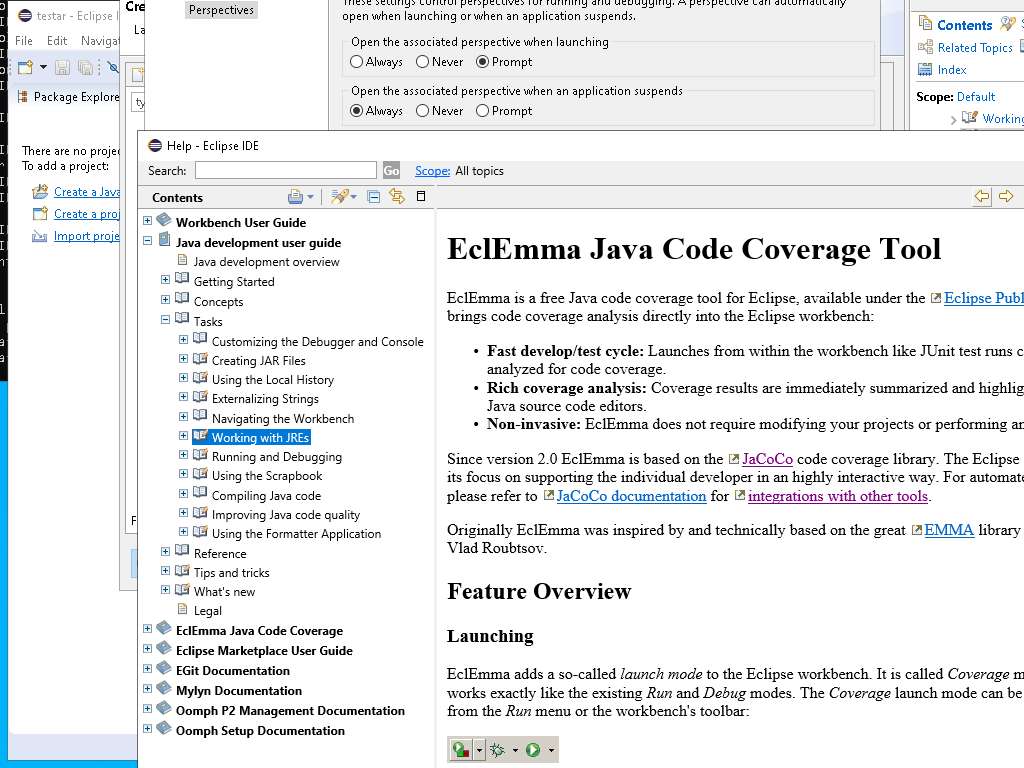 testar - Eclipse I
File Edit Navigat
Package Explore
There are no projec
To add a project:
Create a Java
Create a proj
Import proje
Cre
La
ty
F
Perspectives
These settings control perspectives for running and debugging. A perspective can automatically
open when launching or when an application suspends.
Open the associated perspective when launching
Always Never Prompt
Open the associated perspective when an application suspends
Always Never Prompt
Contents
Related Topics
Index
Scope: Default
Working
Help - Eclipse IDE
Search: Go Scope: All topics
Contents
Workbench User Guide
Java development user guide
Java development overview
Getting Started
Concepts
Tasks
Customizing the Debugger and Console
Creating JAR Files
Using the Local History
Externalizing Strings
Navigating the Workbench
Working with JREs
Running and Debugging
Using the Scrapbook
Compiling Java code
Improving Java code quality
Using the Formatter Application
Reference
Tips and tricks
What's new
Legal
EclEmma Java Code Coverage
Eclipse Marketplace User Guide
EGit Documentation
Mylyn Documentation
Oomph P2 Management Documentation
Oomph Setup Documentation
EclEmma Java Code Coverage Tool
EclEmma is a free Java code coverage tool for Eclipse, available under the Eclipse Publ
brings code coverage analysis directly into the Eclipse workbench:
• Fast develop/test cycle: Launches from within the workbench like JUnit test runs c
analyzed for code coverage.
• Rich coverage analysis: Coverage results are immediately summarized and highlig
Java source code editors.
• Non-invasive: EclEmma does not require modifying your projects or performing an
Since version 2.0 EclEmma is based on the JaCoCo code coverage library. The Eclipse
its focus on supporting the individual developer in an highly interactive way. For automate
please refer to JaCoCo documentation for integrations with other tools.
Originally EclEmma was inspired by and technically based on the great EMMA library
Vlad Roubtsov.
Feature Overview
Launching
EclEmma adds a so-called launch mode to the Eclipse workbench. It is called Coverage m
works exactly like the existing Run and Debug modes. The Coverage launch mode can be
from the Run menu or the workbench's toolbar: